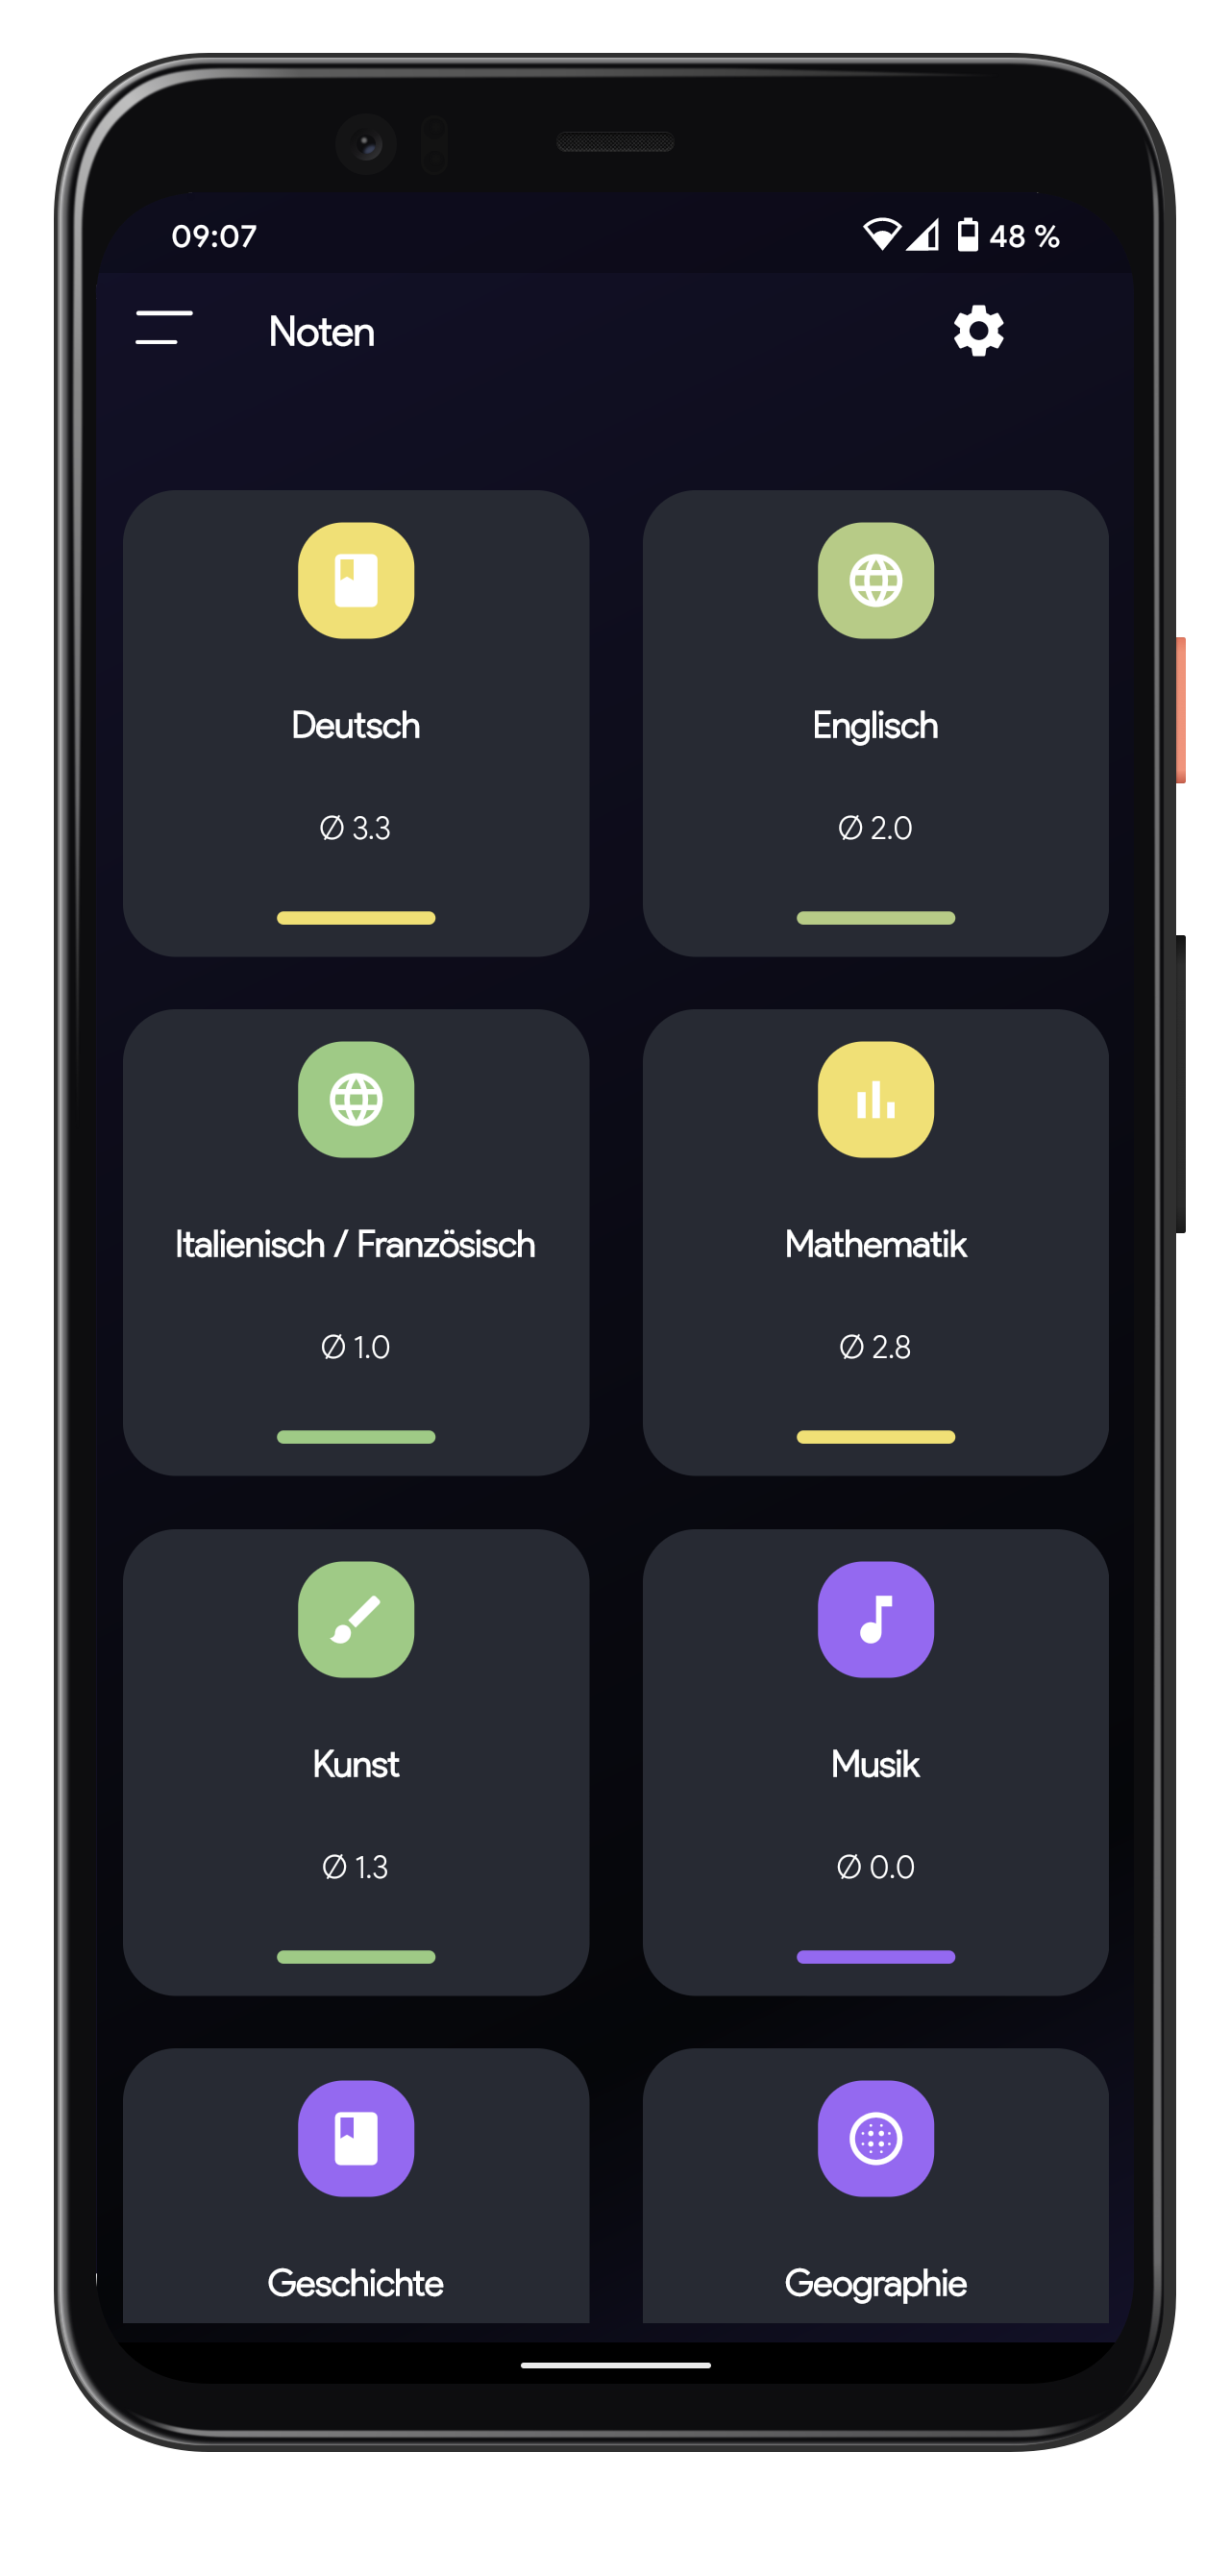 09:07 48 %
Noten
Deutsch Englisch
Ø 3.3 Ø 2.0
Italienisch / Französisch Mathematik
Ø 1.0 Ø 2.8
Kunst Musik
Ø 1.3 Ø 0.0
Geschichte Geographie